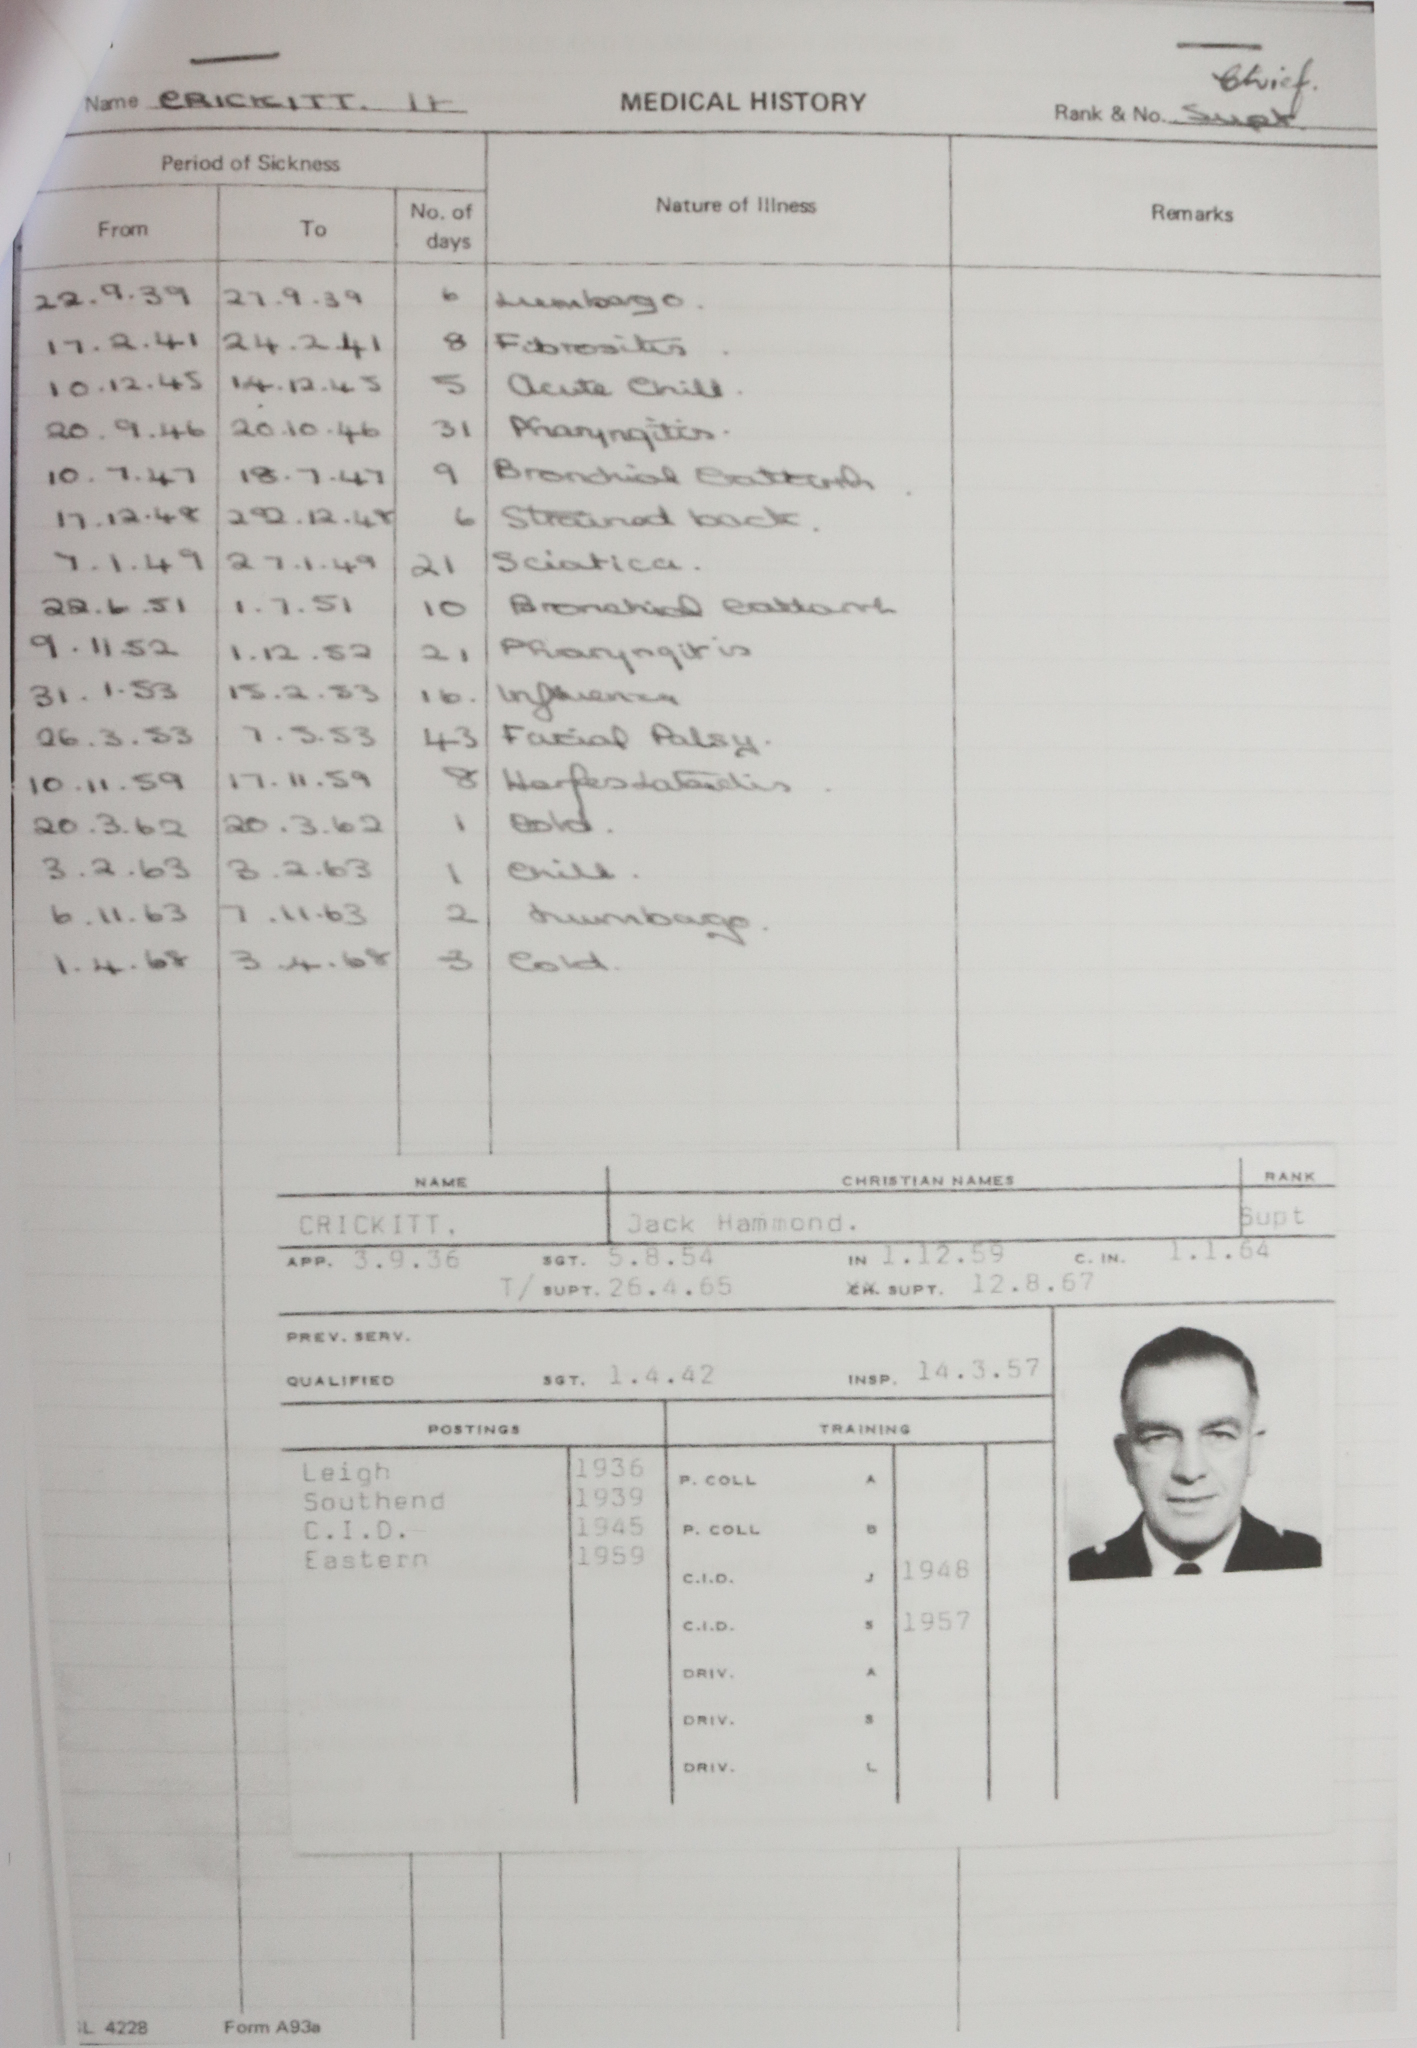 Chief.
Name CRICKITT. MEDICAL HISTORY Rank & No. Supt
Period of Sickness Nature of Illness Remarks
From To No. of days
22.9.39 27.9.39 6 Lumbago.
17.2.41 24.2.41 8 Fibrositis.
10.12.45 14.12.45 5 Acute Chill.
20.9.46 20.10.46 31 Pharyngitis.
10.7.47 18.7.47 9 Bronchial Cattarrh.
17.12.48 22.12.48 6 Strained back.
7.1.49 27.1.49 21 Sciatica.
22.6.51 1.7.51 10 Bronchial Cattarrh
9.11.52 1.12.52 21 Pharyngitis
31.1.53 15.2.53 16. Influenza
26.3.53 7.5.53 43 Facial Palsy.
10.11.59 17.11.59 8 Herpes
20.3.62 20.3.62 1 Cold.
3.2.63 3.2.63 1 Chill.
6.11.63 7.11.63 2 Lumbago.
1.4.68 3.4.68 3 Cold.
NAME CHRISTIAN NAMES RANK
CRICKITT. Jack Hammond. Supt
APP. 3.9.36 SGT. 5.8.54 IN 1.12.59 C. IN. 1.1.64
T/ SUPT. 26.4.65 CH. SUPT. 12.8.67
PREV. SERV.
QUALIFIED SGT. 1.4.42 INSP. 14.3.57
POSTINGS TRAINING
Leigh 1936 P. COLL A
Southend 1939
C.I.D. 1945 P. COLL B
Eastern 1959
C.I.D. J 1948
C.I.D. S 1957
DRIV. A
DRIV. S
DRIV. L
L 4228 Form A93a